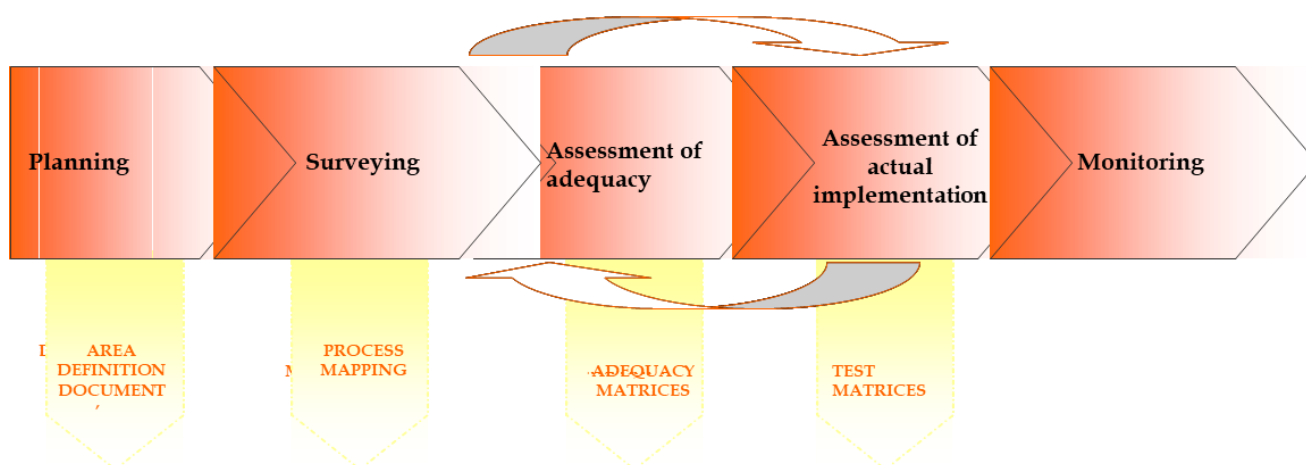 Planning
Surveying
Assessment of
adequacy
Assessment of
actual
implementation
Monitoring
AREA
DEFINITION
DOCUMENT
PROCESS
MAPPING
ADEQUACY
MATRICES
TEST
MATRICES